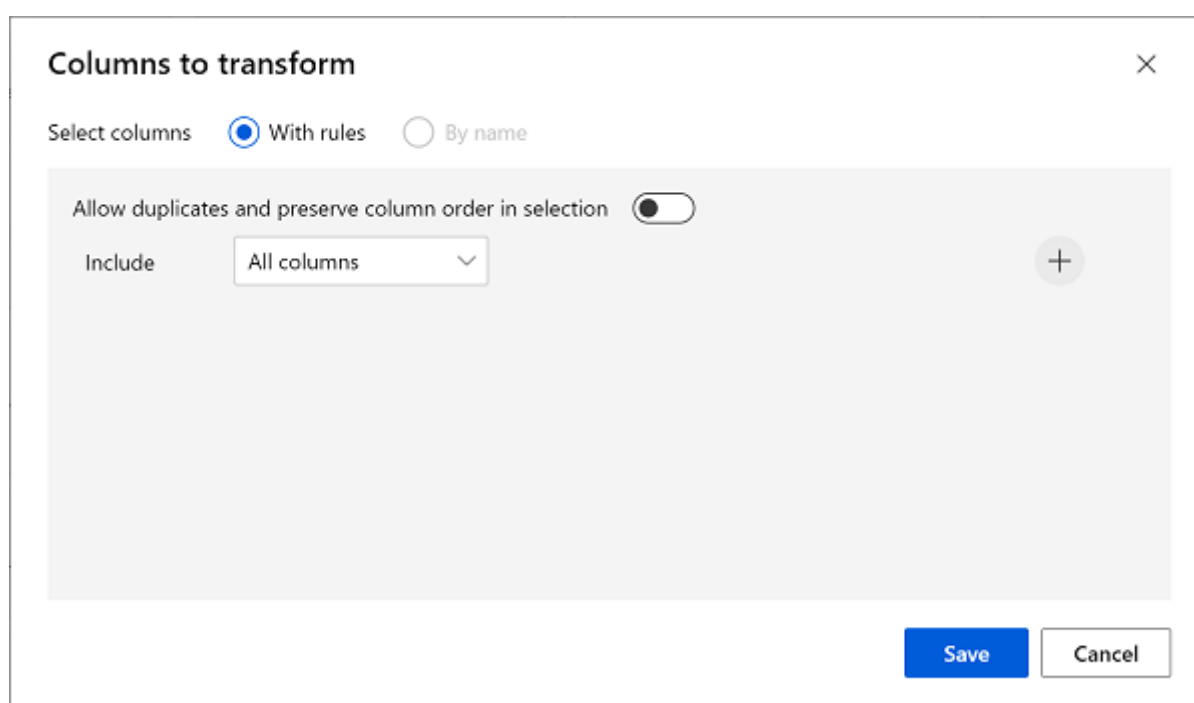 Columns to transform
Select columns With rules By name
Allow duplicates and preserve column order in selection
Include All columns
Save Cancel